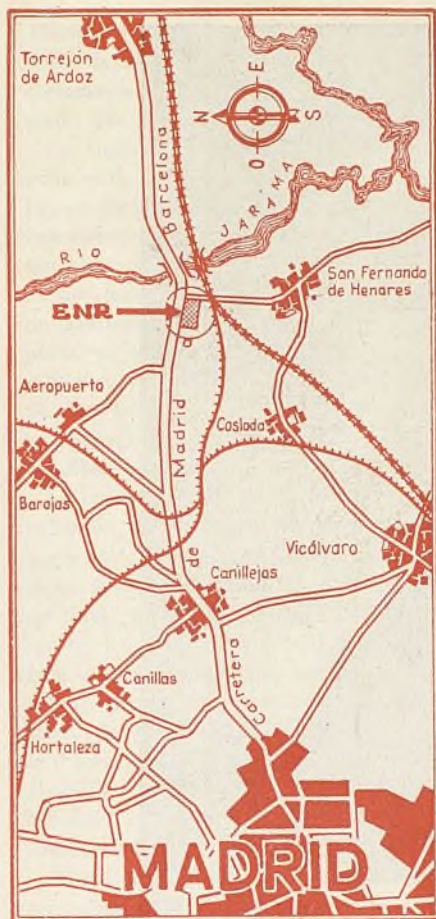 Torrejón
de Ardoz
N
E
S
O
RIO
JARAMA
San Fernando
de Henares
ENR
Aeropuerto
Barajas
Coslada
Vicálvaro
Canillejas
Canillas
Hortaleza
Carretera de Madrid a Barcelona
MADRID